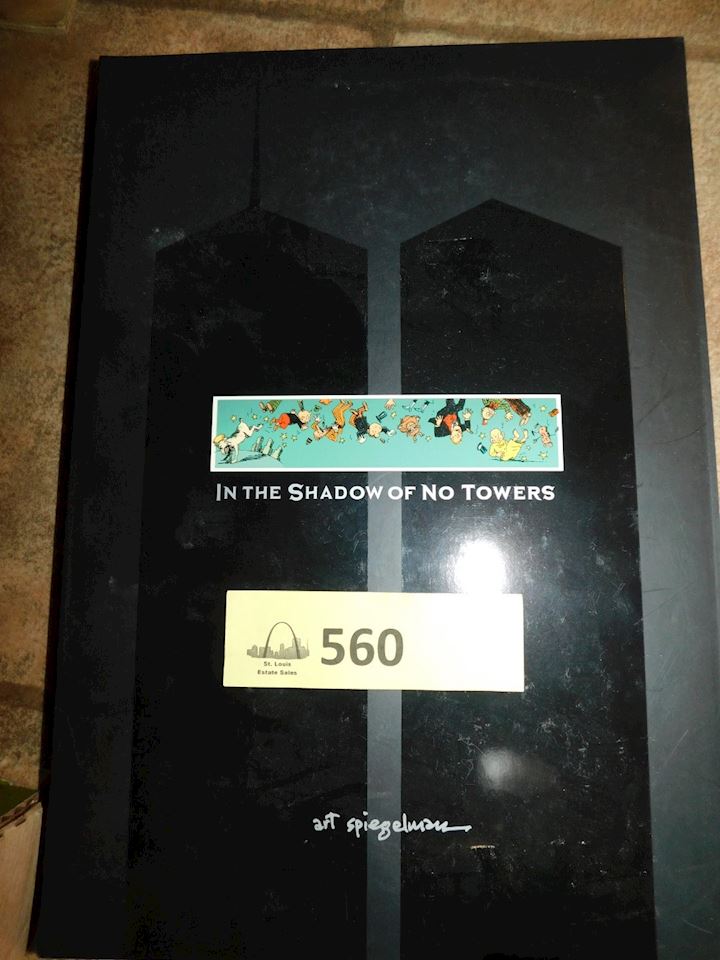 IN THE SHADOW OF NO TOWERS
St. Louis
Estate Sales
560
art spiegelman